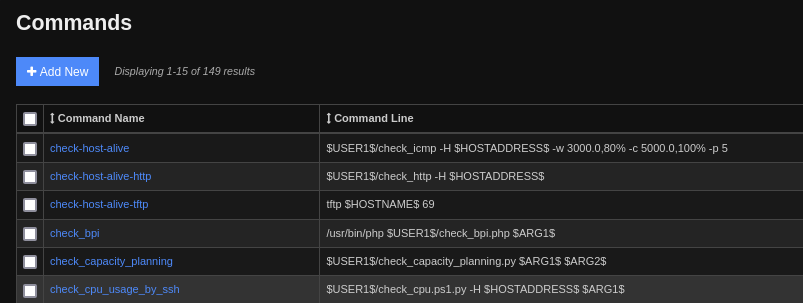 Commands
Add New
Displaying 1-15 of 149 results
Command Name Command Line
check-host-alive $USER1$/check_icmp -H $HOSTADDRESS$ -w 3000.0,80% -c 5000.0,100% -p 5
check-host-alive-http $USER1$/check_http -H $HOSTADDRESS$
check-host-alive-tftp tftp $HOSTNAME$ 69
check_bpi /usr/bin/php $USER1$/check_bpi.php $ARG1$
check_capacity_planning $USER1$/check_capacity_planning.py $ARG1$ $ARG2$
check_cpu_usage_by_ssh $USER1$/check_cpu.ps1.py -H $HOSTADDRESS$ $ARG1$